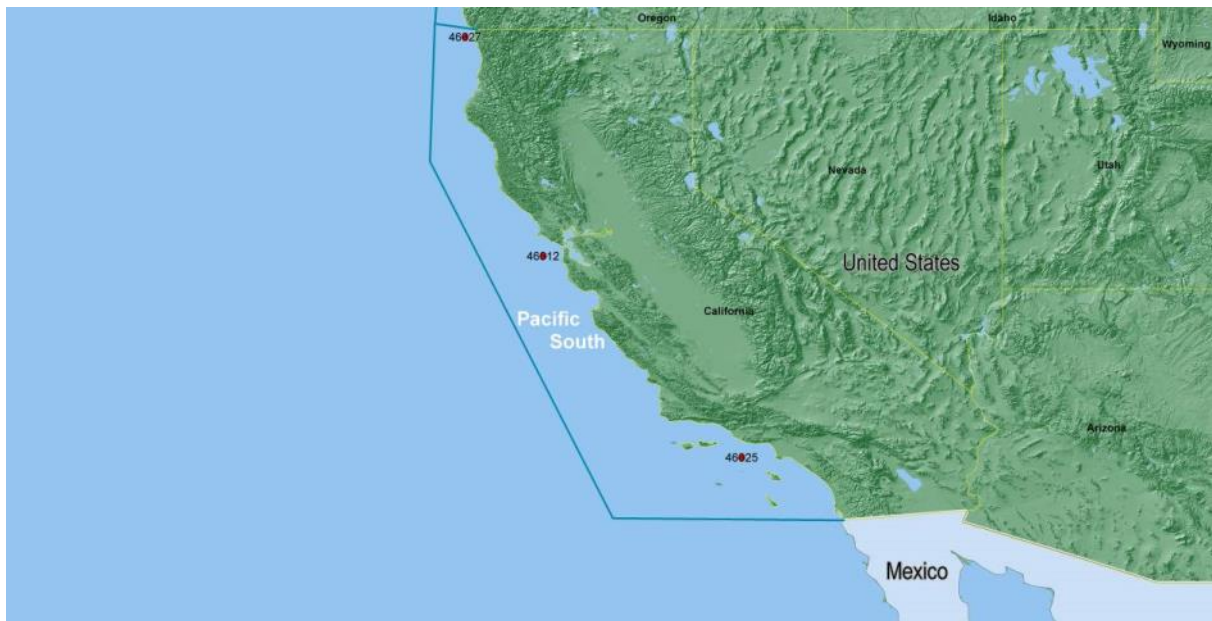 Oregon
Idaho
46027
Wyoming
Utah
Nevada
46012
United States
California
Pacific
South
Arizona
46025
Mexico